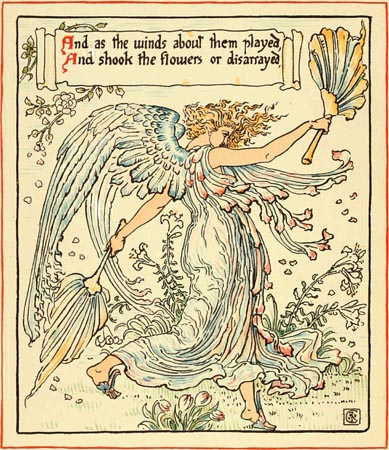 And as the winds about them played
And shook the flowers or disarrayed